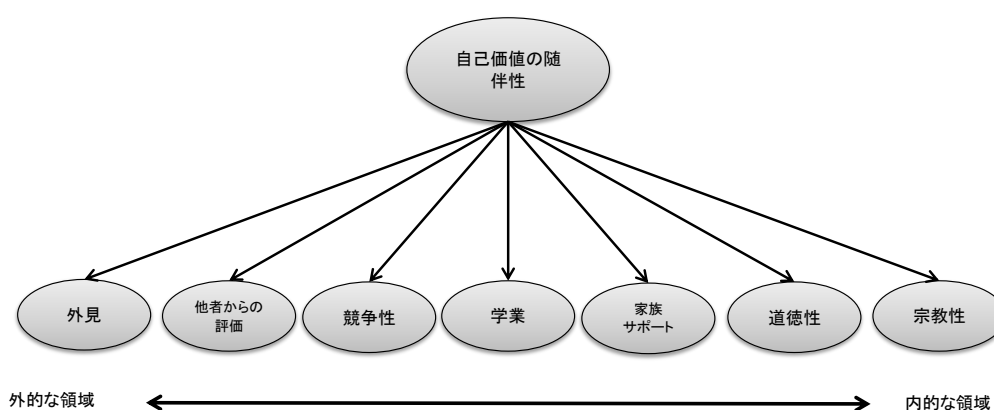 自己価値の随
伴性
外見
他者からの
評価
競争性
学業
家族
サポート
道徳性
宗教性
外的な領域
内的な領域